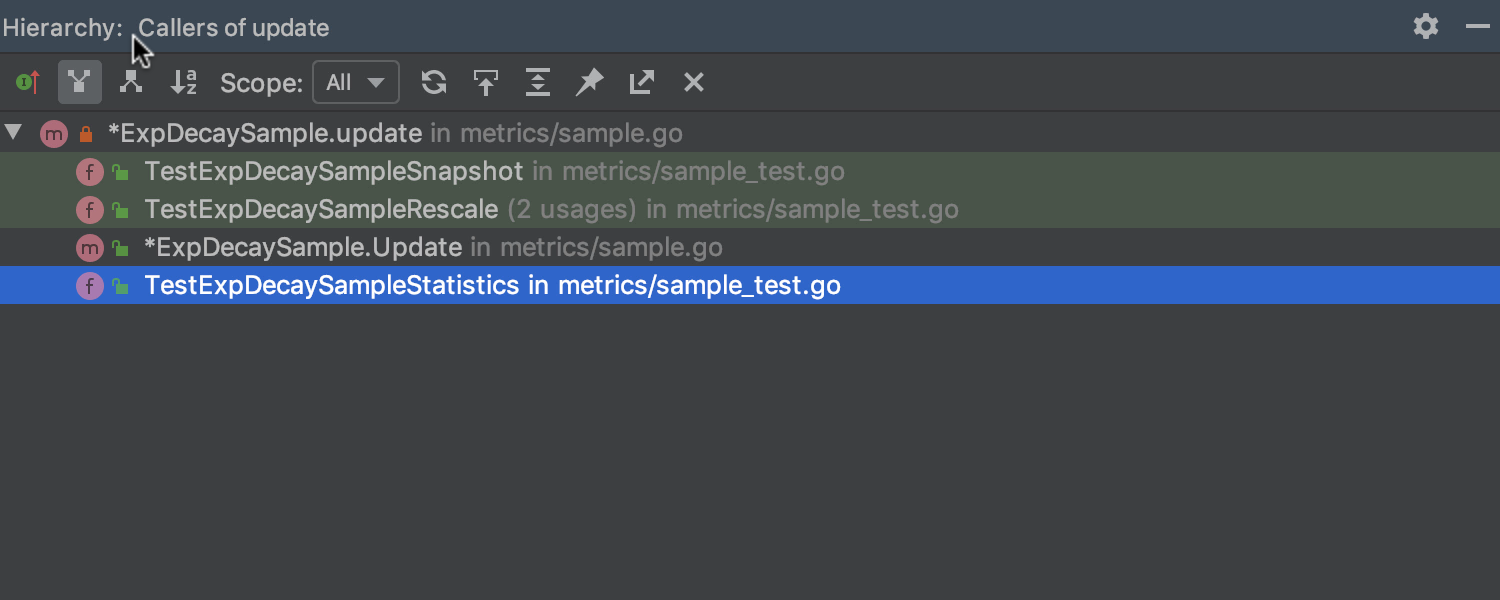 Hierarchy: Callers of update
Scope: All
m *ExpDecaySample.update in metrics/sample.go
f TestExpDecaySampleSnapshot in metrics/sample_test.go
f TestExpDecaySampleRescale (2 usages) in metrics/sample_test.go
m *ExpDecaySample.Update in metrics/sample.go
f TestExpDecaySampleStatistics in metrics/sample_test.go